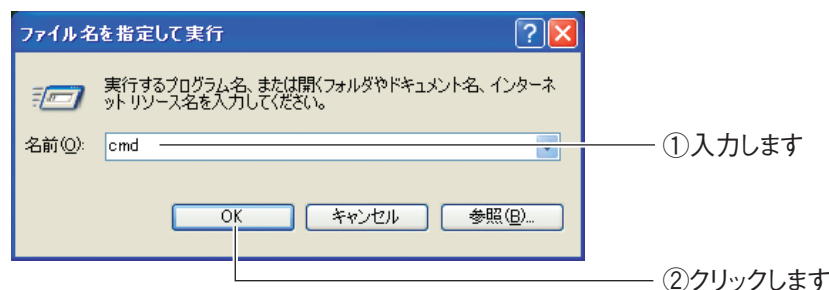 ファイル名を指定して実行
実行するプログラム名、または開くフォルダやドキュメント名、インターネ
ット リソース名を入力してください。
名前(O):
cmd
①入力します
OK
キャンセル
参照(B)...
②クリックします